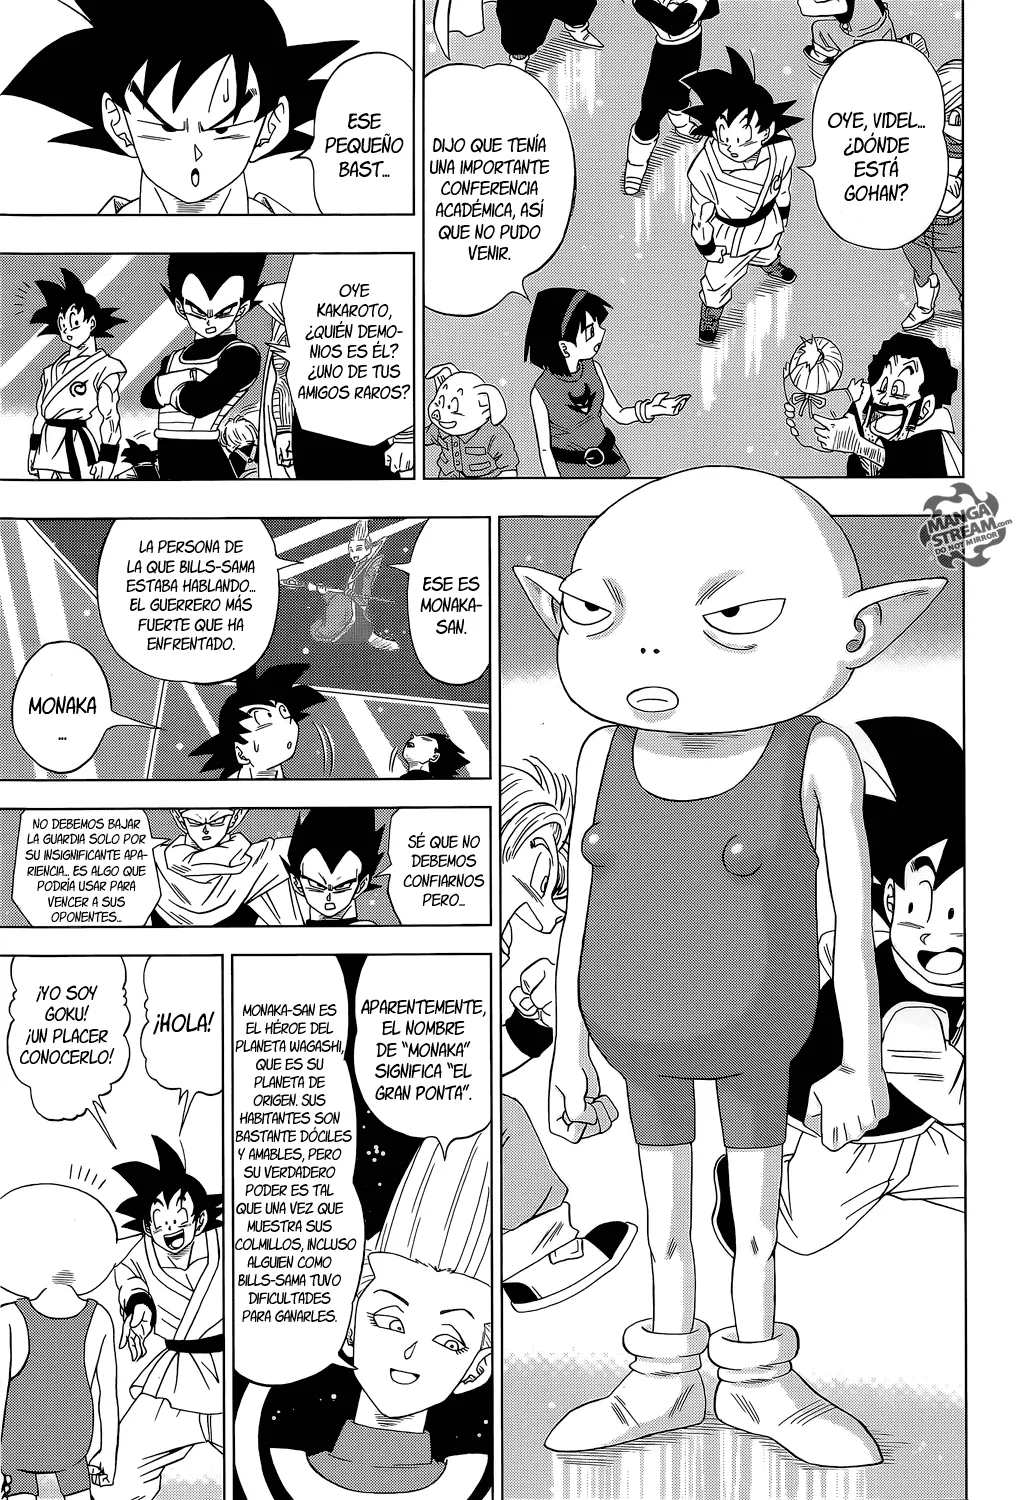 OYE, VIDEL...
¿DÓNDE
ESTÁ
GOHAN?
DIJO QUE TENÍA
UNA IMPORTANTE
CONFERENCIA
ACADÉMICA, ASÍ
QUE NO PUDO
VENIR.
ESE
PEQUEÑO
BAST...
OYE
KAKAROTO,
¿QUIÉN DEMO-
NIOS ES ÉL?
¿UNO DE TUS
AMIGOS RAROS?
MANGA
STREAM.com
DO NOT MIRROR
ESE ES
MONAKA-
SAN.
LA PERSONA DE
LA QUE BILLS-SAMA
ESTABA HABLANDO...
EL GUERRERO MÁS
FUERTE QUE HA
ENFRENTADO.
MONAKA
...
SÉ QUE NO
DEBEMOS
CONFIARNOS
PERO...
NO DEBEMOS BAJAR
LA GUARDIA SOLO POR
SU INSIGNIFICANTE APA-
RIENCIA... ES ALGO QUE
PODRÍA USAR PARA
VENCER A SUS
OPONENTES...
APARENTEMENTE,
EL NOMBRE
DE "MONAKA"
SIGNIFICA "EL
GRAN PONTA".
MONAKA-SAN ES
EL HÉROE DEL
PLANETA WAGASHI,
QUE ES SU
PLANETA DE
ORIGEN. SUS
HABITANTES SON
BASTANTE DÓCILES
Y AMABLES, PERO
SU VERDADERO
PODER ES TAL
QUE UNA VEZ QUE
MUESTRA SUS
COLMILLOS, INCLUSO
ALGUIEN COMO
BILLS-SAMA TUVO
DIFICULTADES
PARA GANARLES.
¡HOLA!
¡YO SOY
GOKU!
¡UN PLACER
CONOCERLO!